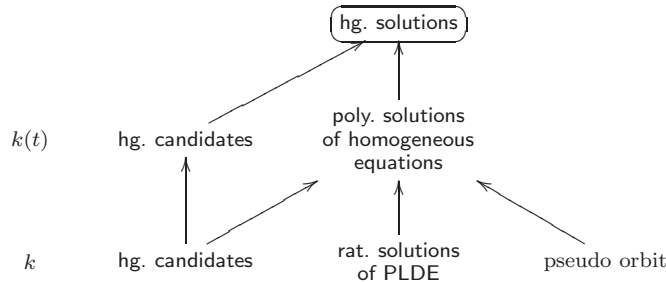 hg. solutions
poly. solutions
k(t) hg. candidates of homogeneous
equations
k hg. candidates rat. solutions pseudo orbit
of PLDE